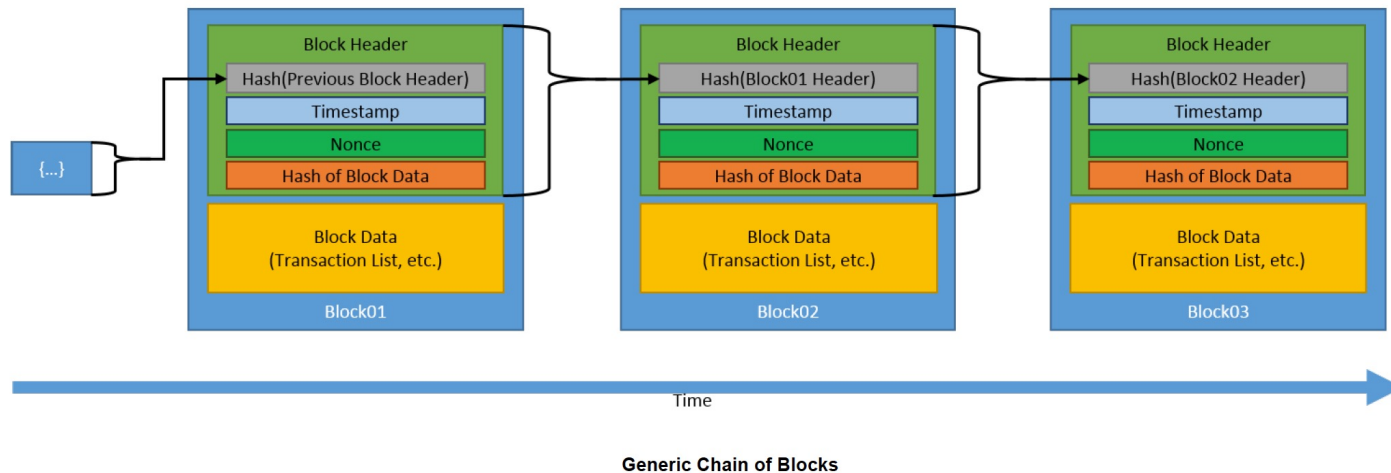 {...}
Block Header
Hash(Previous Block Header)
Timestamp
Nonce
Hash of Block Data
Block Data
(Transaction List, etc.)
Block01
Block Header
Hash(Block01 Header)
Timestamp
Nonce
Hash of Block Data
Block Data
(Transaction List, etc.)
Block02
Block Header
Hash(Block02 Header)
Timestamp
Nonce
Hash of Block Data
Block Data
(Transaction List, etc.)
Block03
Time
Generic Chain of Blocks